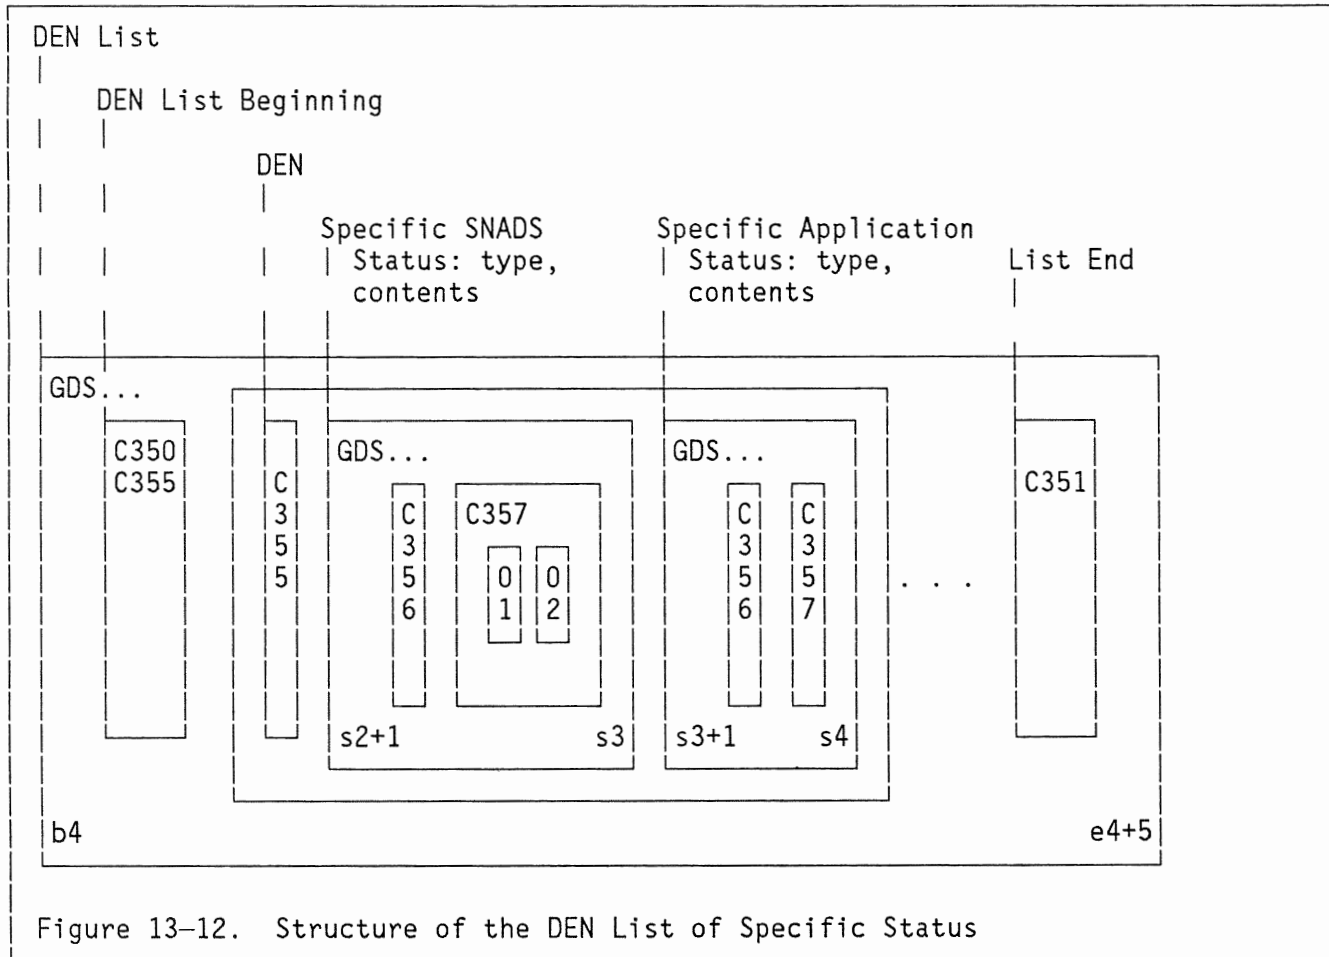 DEN List
DEN List Beginning
DEN
Specific SNADS Specific Application
Status: type, Status: type, List End
contents contents
GDS...
C350 GDS... GDS...
C355 C C351
3 C C357 C C
5 3 3 3
5 5 0 0 5 5 . . .
6 1 2 6 7
s2+1 s3 s3+1 s4
b4 e4+5
Figure 13–12. Structure of the DEN List of Specific Status